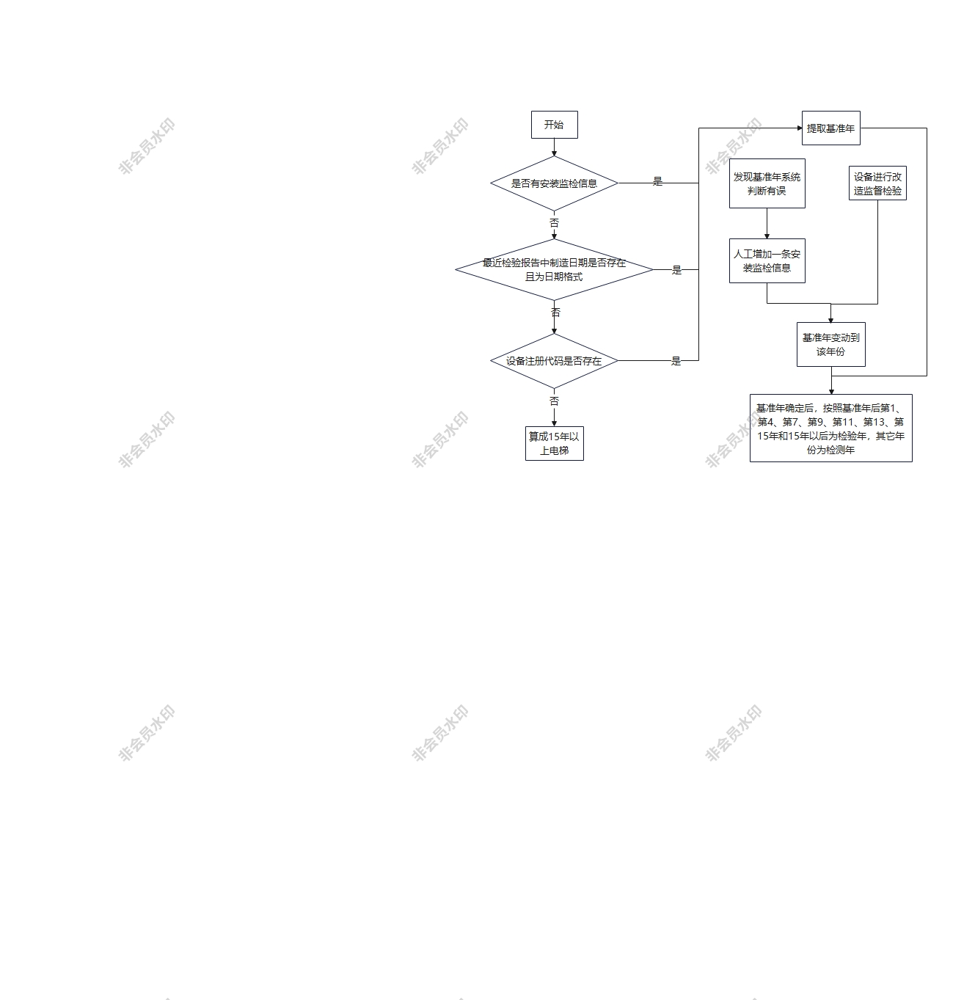 开始
是否有安装监检信息
是
否
最近检验报告中制造日期是否存在
且为日期格式
是
否
设备注册代码是否存在
是
否
算成15年以
上电梯
提取基准年
发现基准年系统
判断有误
设备进行改
造监督检验
人工增加一条安
装监检信息
基准年变动到
该年份
基准年确定后，按照基准年后第1、
第4、第7、第9、第11、第13、第
15年和15年以后为检验年，其它年
份为检测年
非会员水印
非会员水印
非会员水印
非会员水印
非会员水印
非会员水印
非会员水印
非会员水印
非会员水印